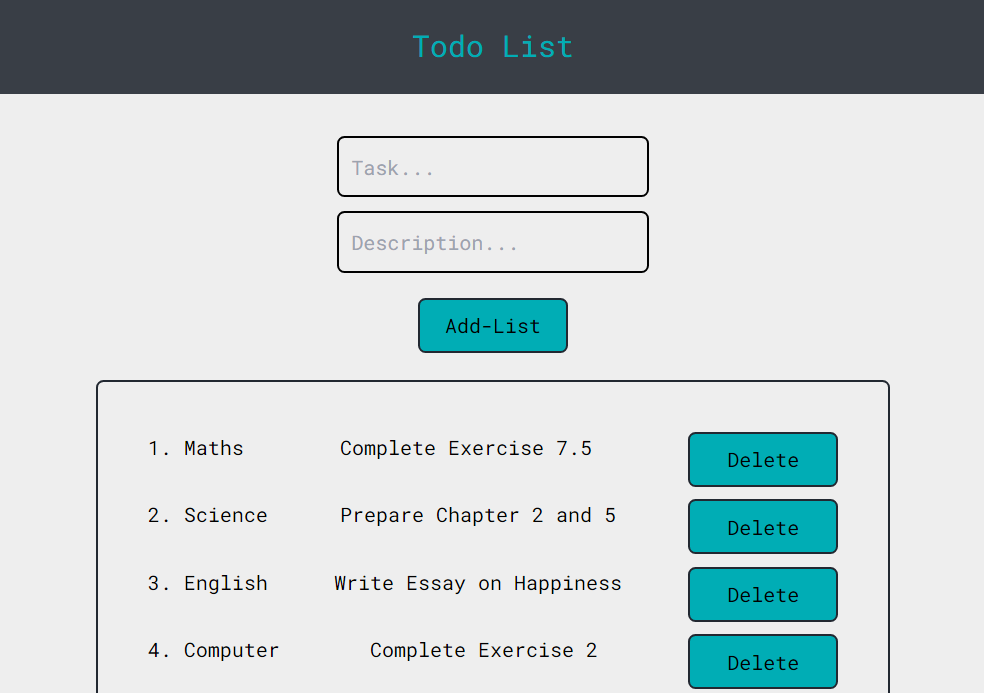 Todo List
Task...
Description...
Add-List
1. Maths Complete Exercise 7.5 Delete
2. Science Prepare Chapter 2 and 5 Delete
3. English Write Essay on Happiness Delete
4. Computer Complete Exercise 2 Delete